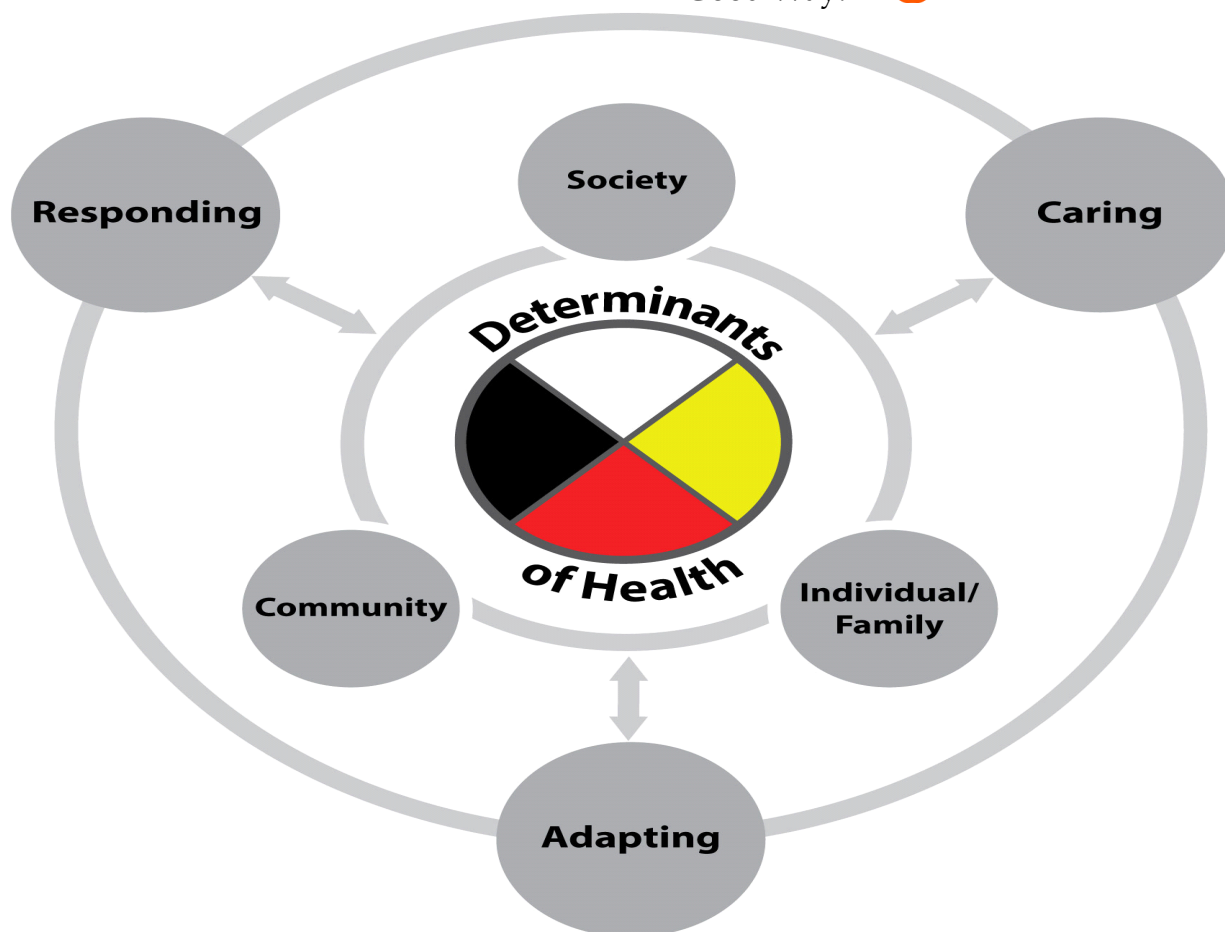 Society
Responding
Caring
Determinants
of Health
Community
Individual/
Family
Adapting